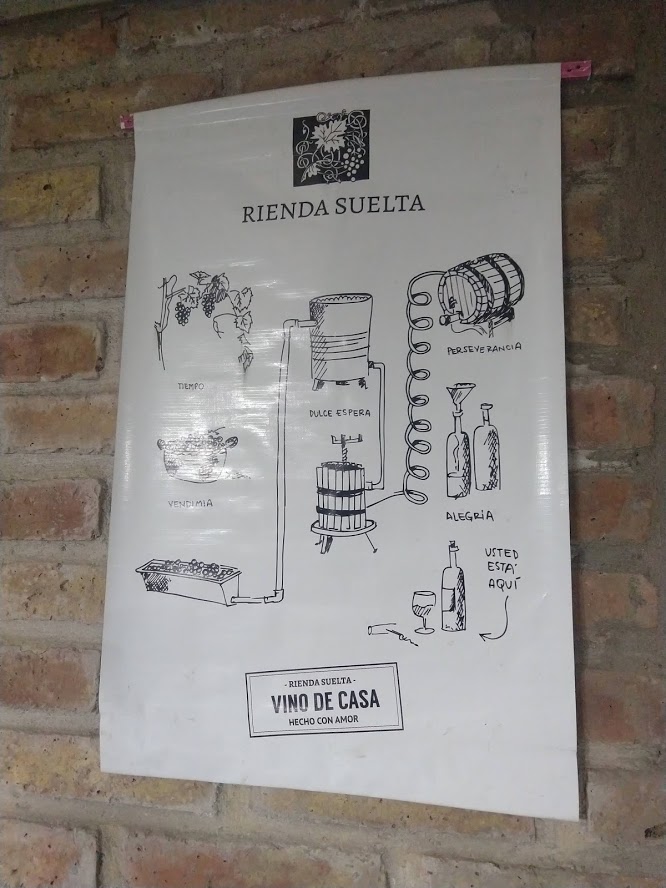 RIENDA SUELTA
TIEMPO
VENDIMIA
DULCE ESPERA
PERSEVERANCIA
ALEGRÍA
USTED
ESTÁ
AQUÍ
- RIENDA SUELTA -
VINO DE CASA
HECHO CON AMOR